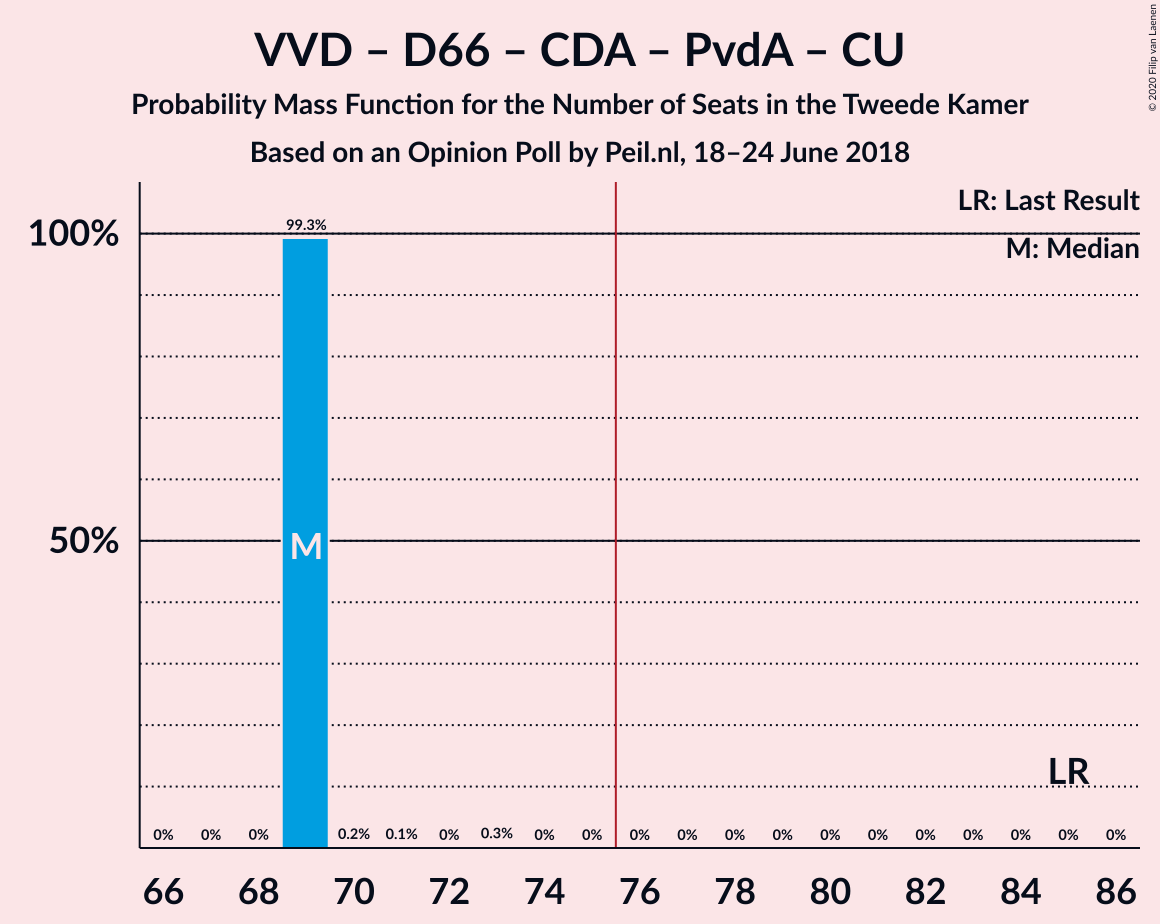 VVD – D66 – CDA – PvdA – CU
Probability Mass Function for the Number of Seats in the Tweede Kamer
Based on an Opinion Poll by Peil.nl, 18–24 June 2018
© 2020 Filip van Laenen
LR: Last Result
M: Median
100%
50%
99.3%
M
LR
0% 0% 0% 0.2% 0.1% 0% 0.3% 0% 0% 0% 0% 0% 0% 0% 0% 0% 0% 0% 0% 0%
66 68 70 72 74 76 78 80 82 84 86